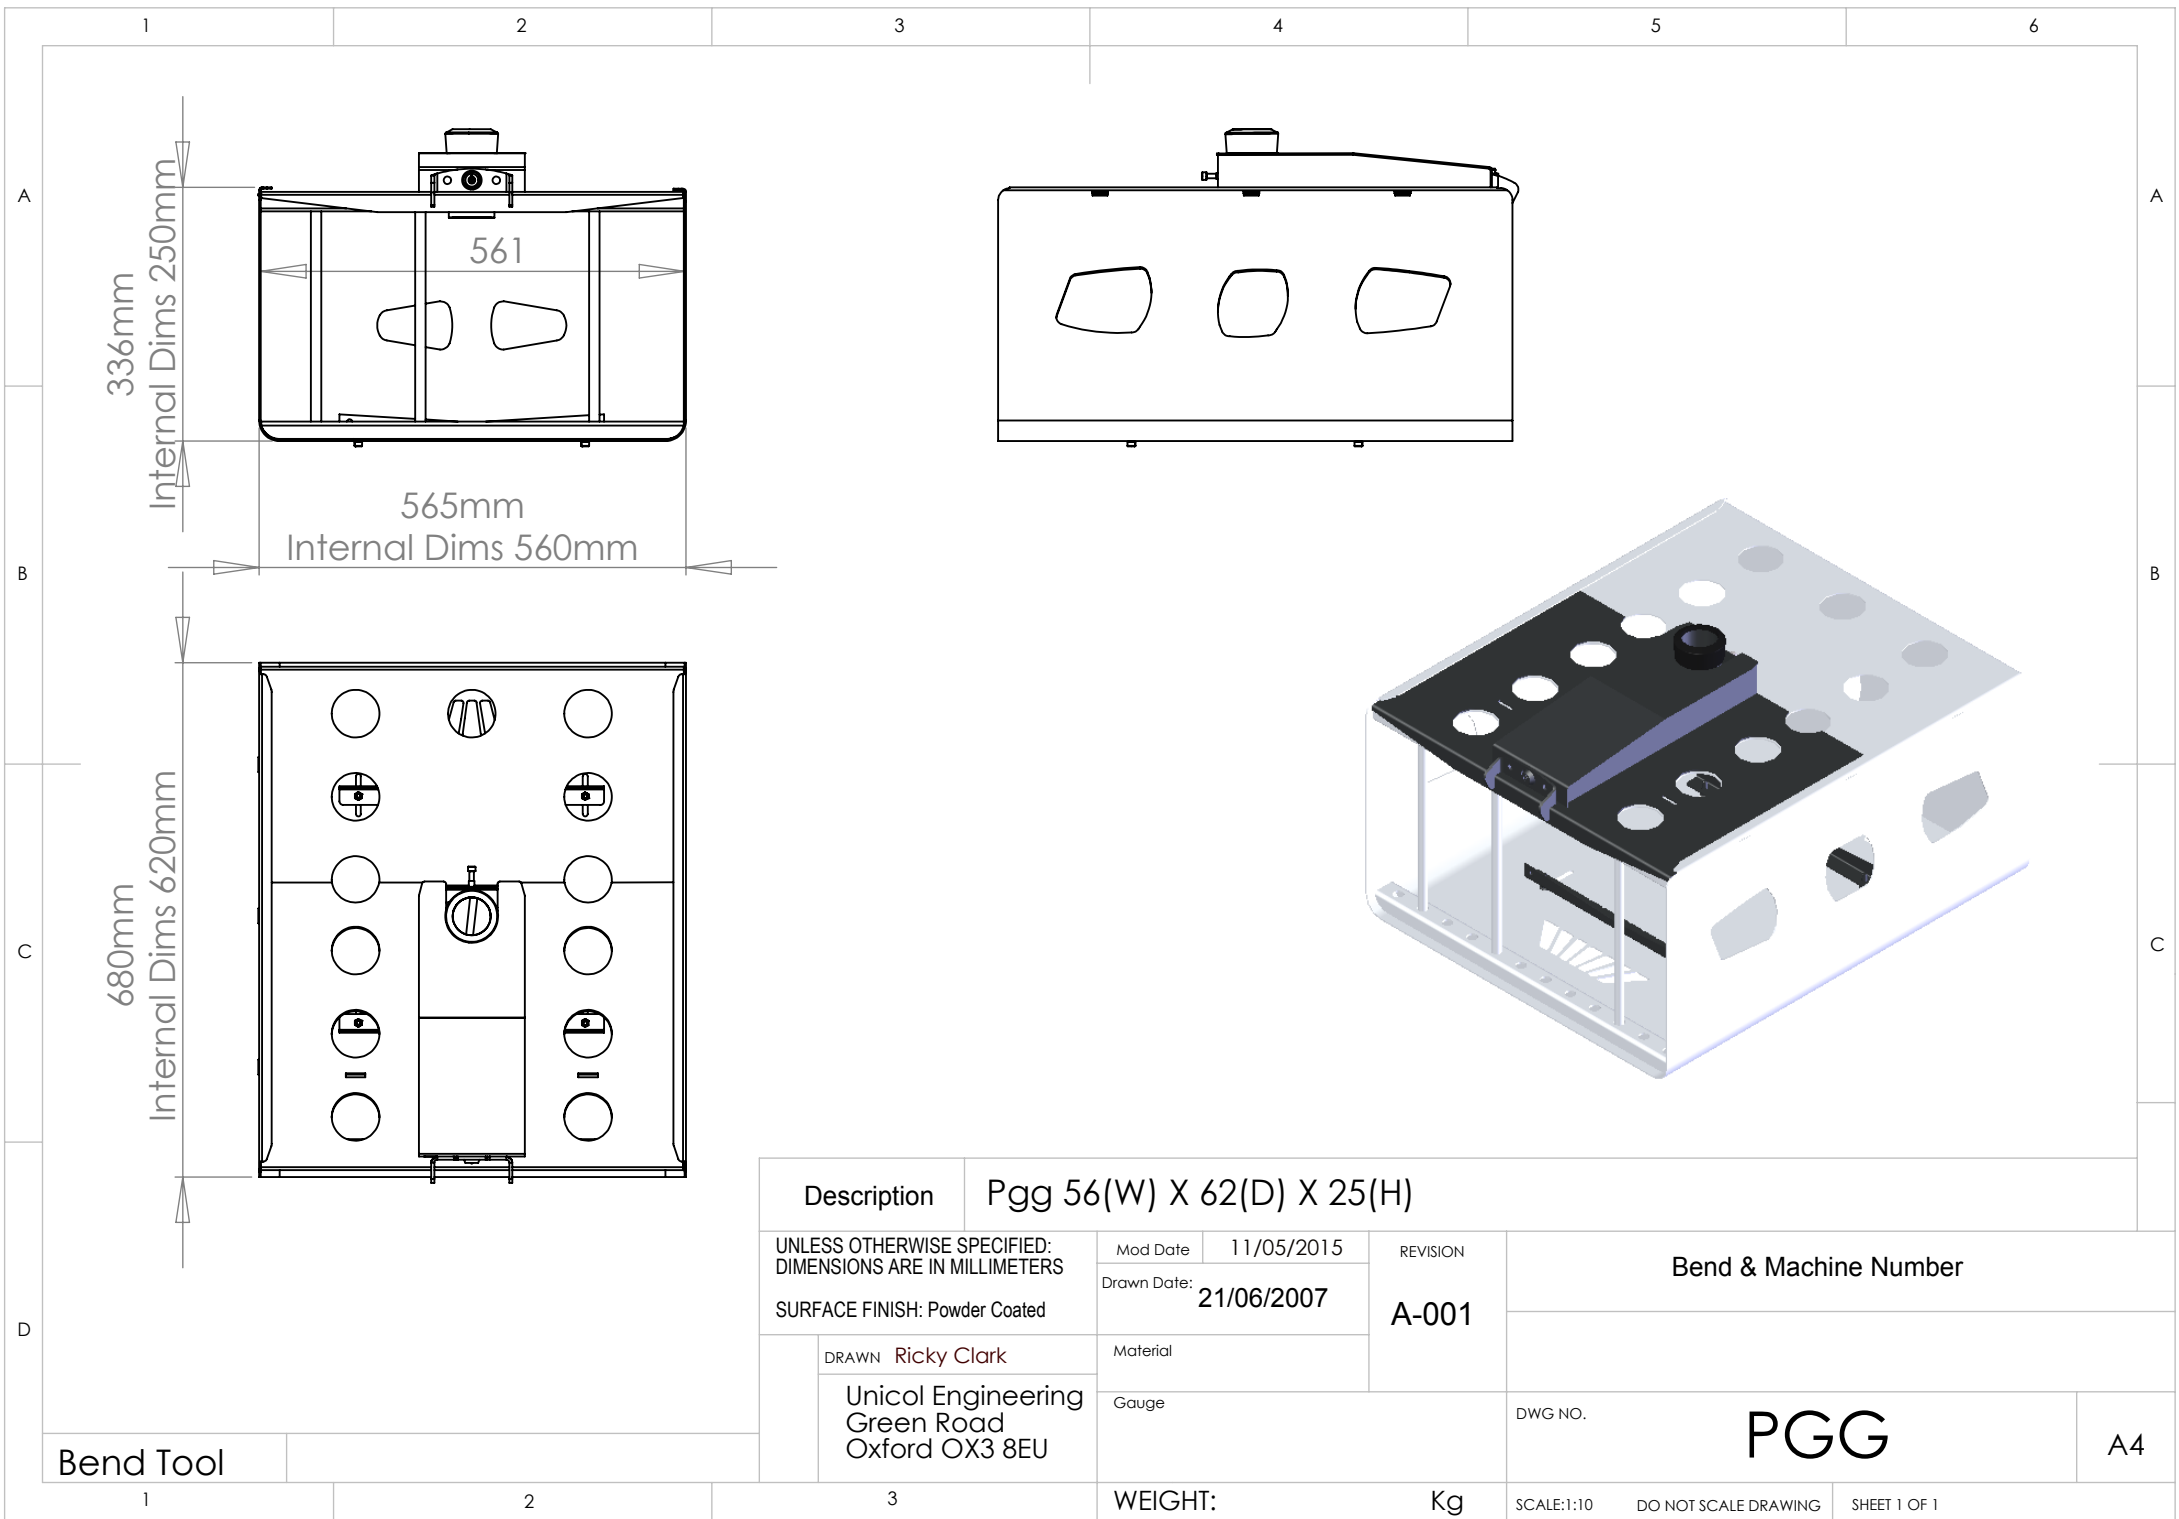 1 2 3 4 5 6
A A
336mm
Internal Dims 250mm
561
565mm
Internal Dims 560mm
B B
680mm
Internal Dims 620mm
C C
Description Pgg 56(W) X 62(D) X 25(H)
UNLESS OTHERWISE SPECIFIED:
DIMENSIONS ARE IN MILLIMETERS
SURFACE FINISH: Powder Coated
Mod Date 11/05/2015
Drawn Date: 21/06/2007
REVISION
A-001
Bend & Machine Number
D
DRAWN Ricky Clark
Material
Unicol Engineering
Green Road
Oxford OX3 8EU
Gauge
DWG NO. PGG
A4
Bend Tool
1 2 3
WEIGHT: Kg
SCALE:1:10 DO NOT SCALE DRAWING SHEET 1 OF 1